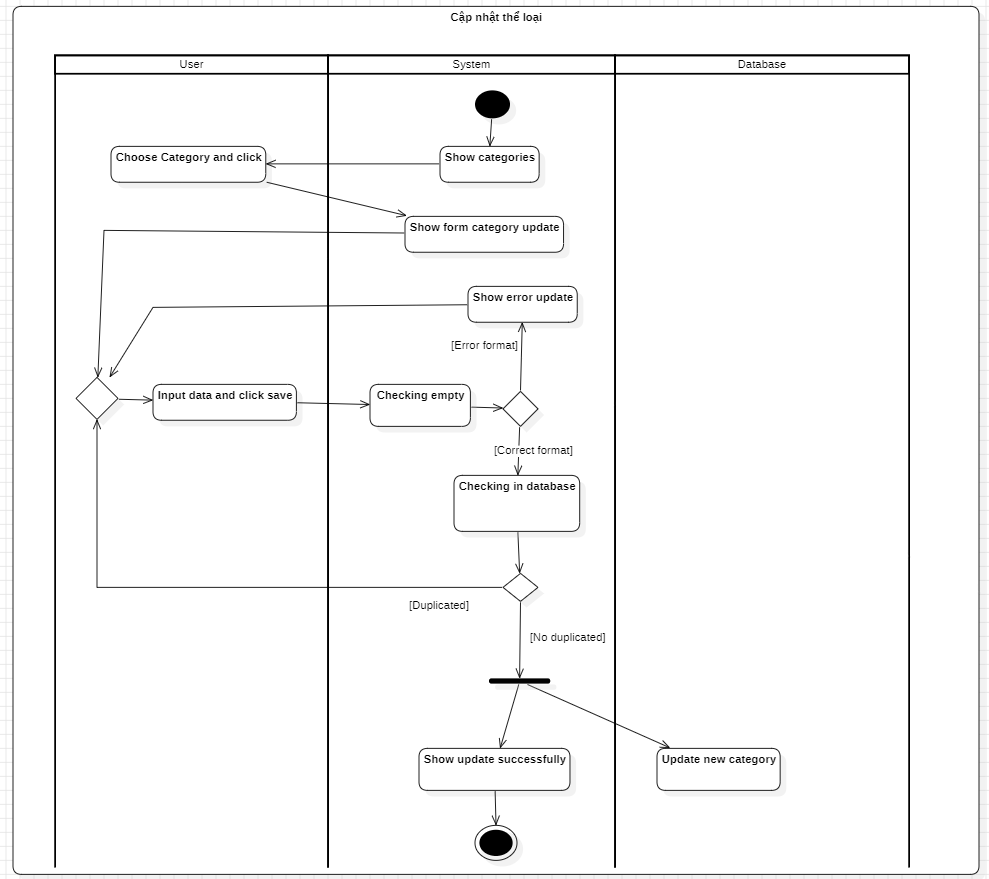 Cập nhật thể loại
User
System
Database
Choose Category and click
Show categories
Show form category update
Show error update
[Error format]
Input data and click save
Checking empty
[Correct format]
Checking in database
[Duplicated]
[No duplicated]
Show update successfully
Update new category